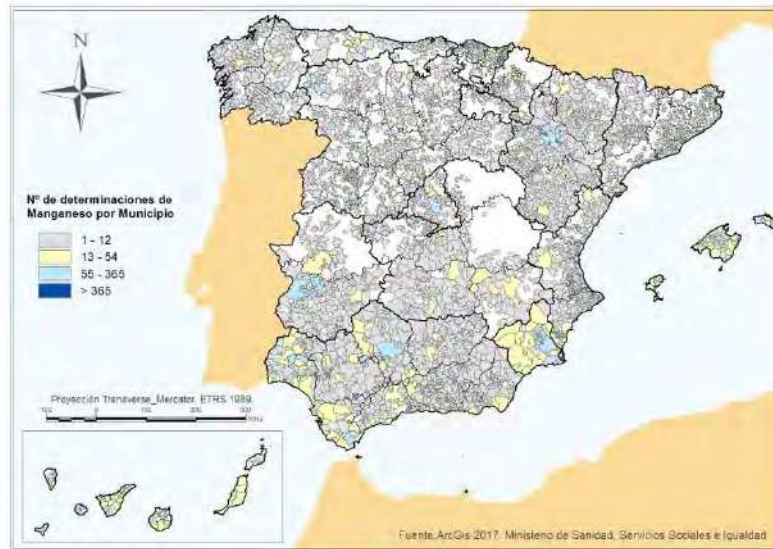 N
Nº de determinaciones de
Manganeso por Municipio
1 - 12
13 - 54
55 - 365
> 365
Proyección Transverse_Mercator. ETRS 1989.
Fuente:ArcGis 2017. Ministerio de Sanidad, Servicios Sociales e Igualdad